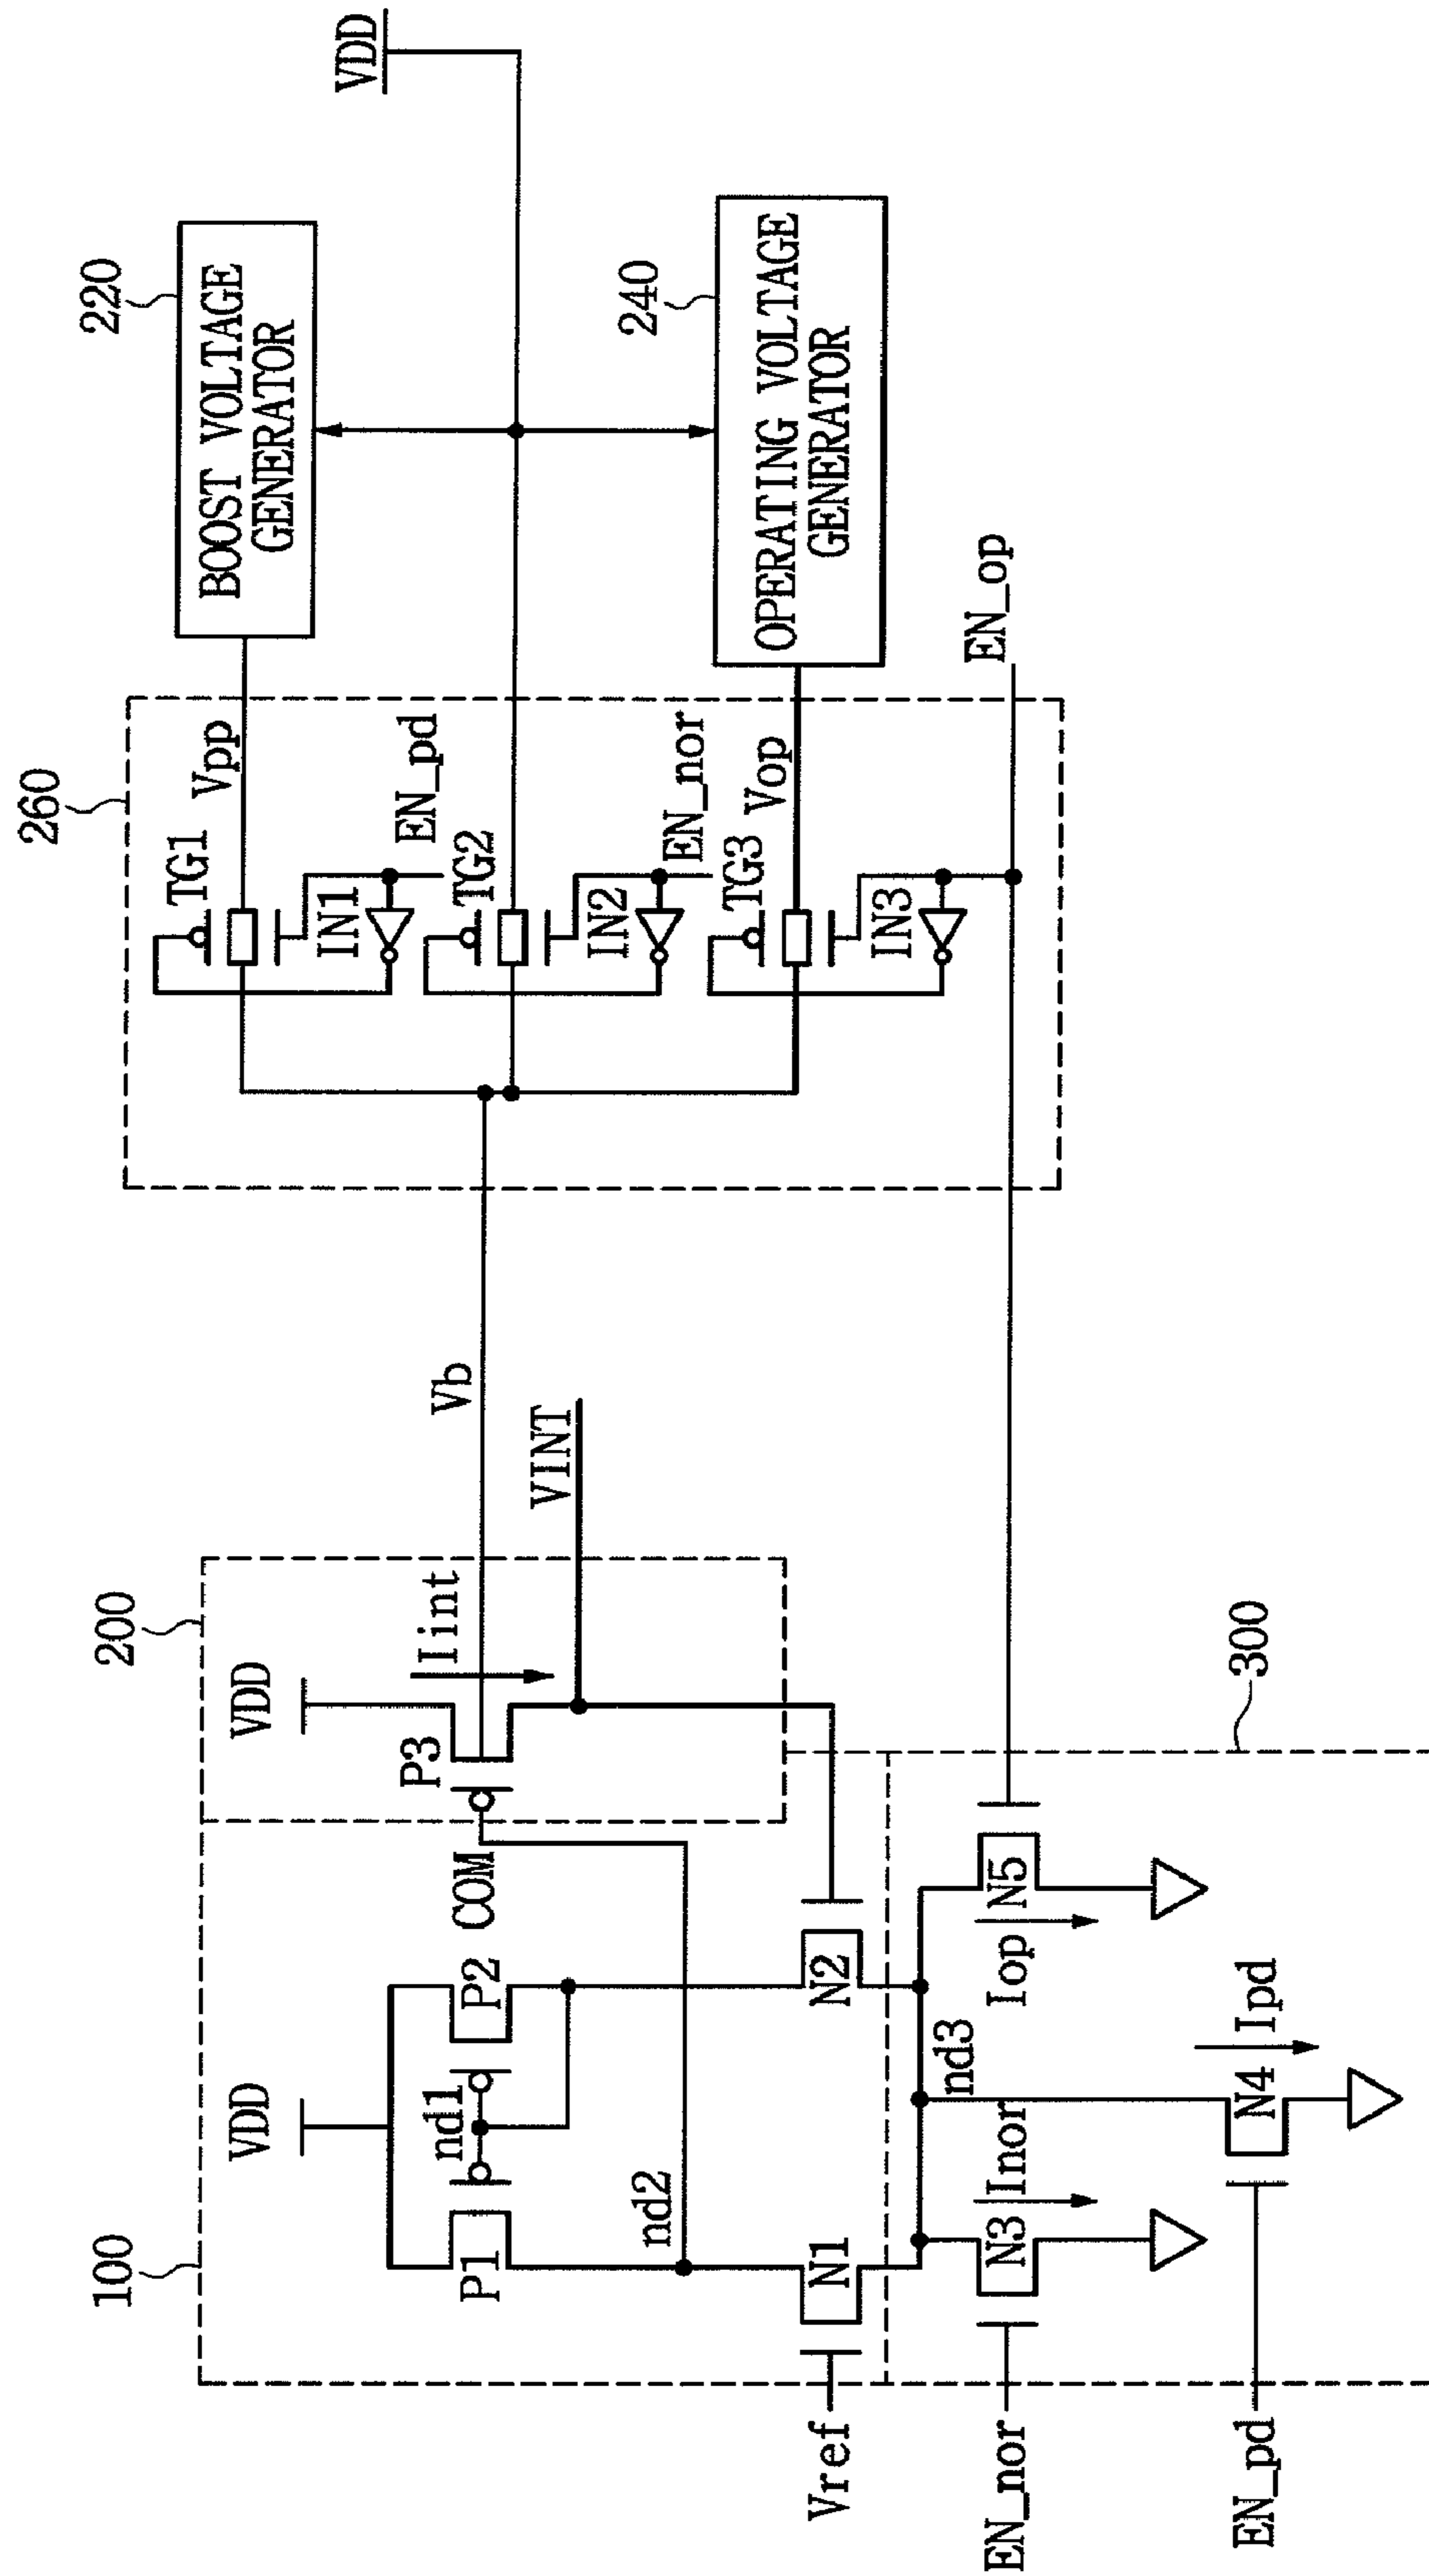 260
220
TG1
Vpp
BOOST VOLTAGE
GENERATOR
IN1
EN_pd
VDD
TG2
IN2
EN_nor
240
TG3
Vop
OPERATING VOLTAGE
GENERATOR
IN3
EN_op
100
200
VDD
VDD
P1
nd1
P2
P3
Iint
Vb
COM
VINT
nd2
Vref
N1
N2
nd3
EN_nor
N3
Inor
Iop
N5
300
EN_pd
N4
Ipd